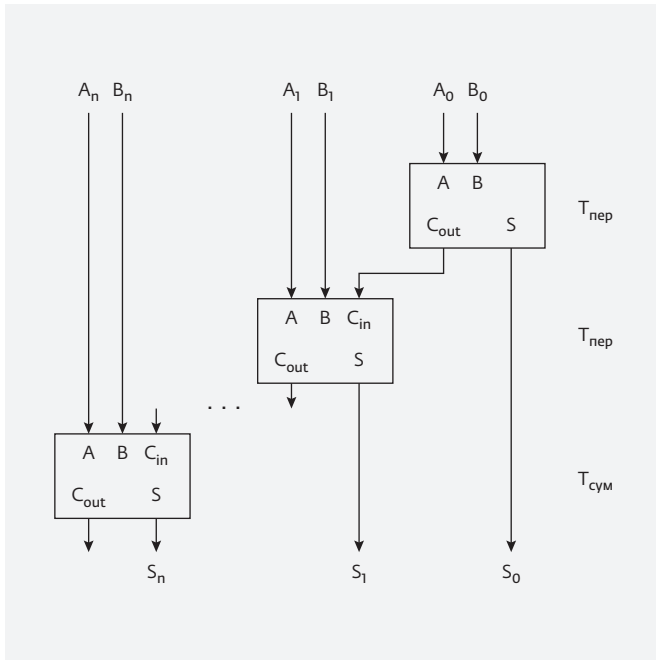 Aₙ Bₙ A₁ B₁ A₀ B₀
A B
Tпер
Cout S
A B Cin
Tпер
Cout S
. . .
A B Cin
Cout S
Tсум
Sₙ S₁ S₀